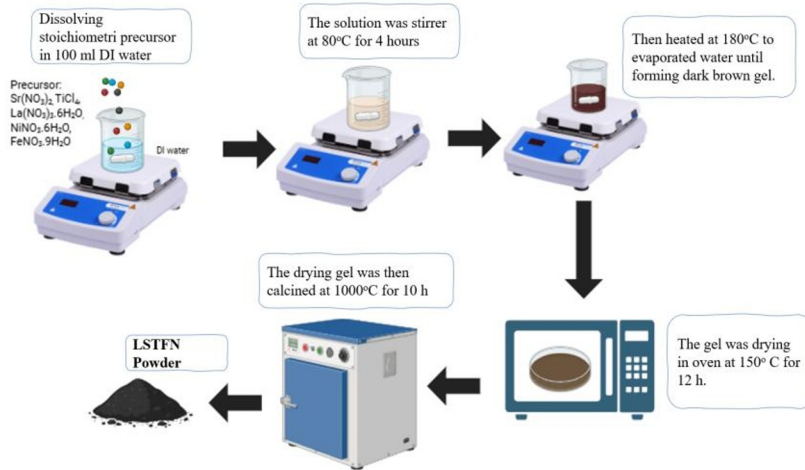 Dissolving
stoichiometri precursor
in 100 ml DI water
Precursor:
Sr(NO₃)₂, TiCl₄,
La(NO₃)₃.6H₂O,
NiNO₃.6H₂O,
FeNO₃.9H₂O
DI water
The solution was stirrer
at 80°C for 4 hours
Then heated at 180°C to
evaporated water until
forming dark brown gel.
The gel was drying
in oven at 150° C for
12 h.
The drying gel was then
calcined at 1000°C for 10 h
LSTFN
Powder